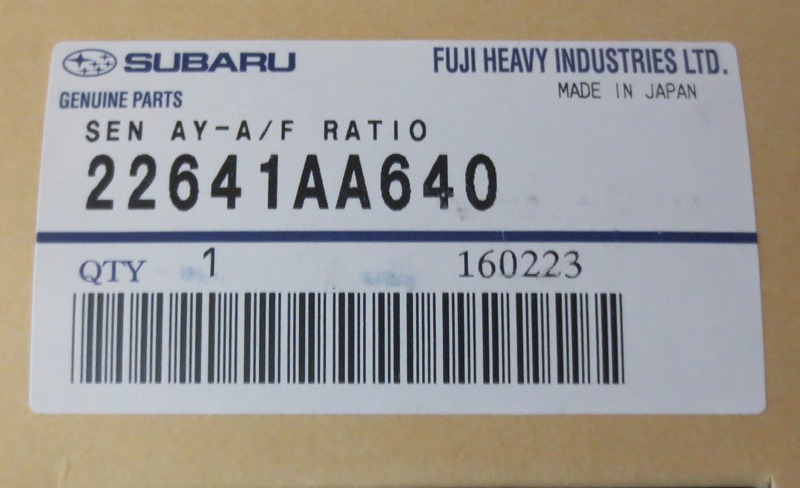 SUBARU FUJI HEAVY INDUSTRIES LTD.
GENUINE PARTS MADE IN JAPAN
SEN AY-A/F RATIO
22641AA640
QTY 1 160223